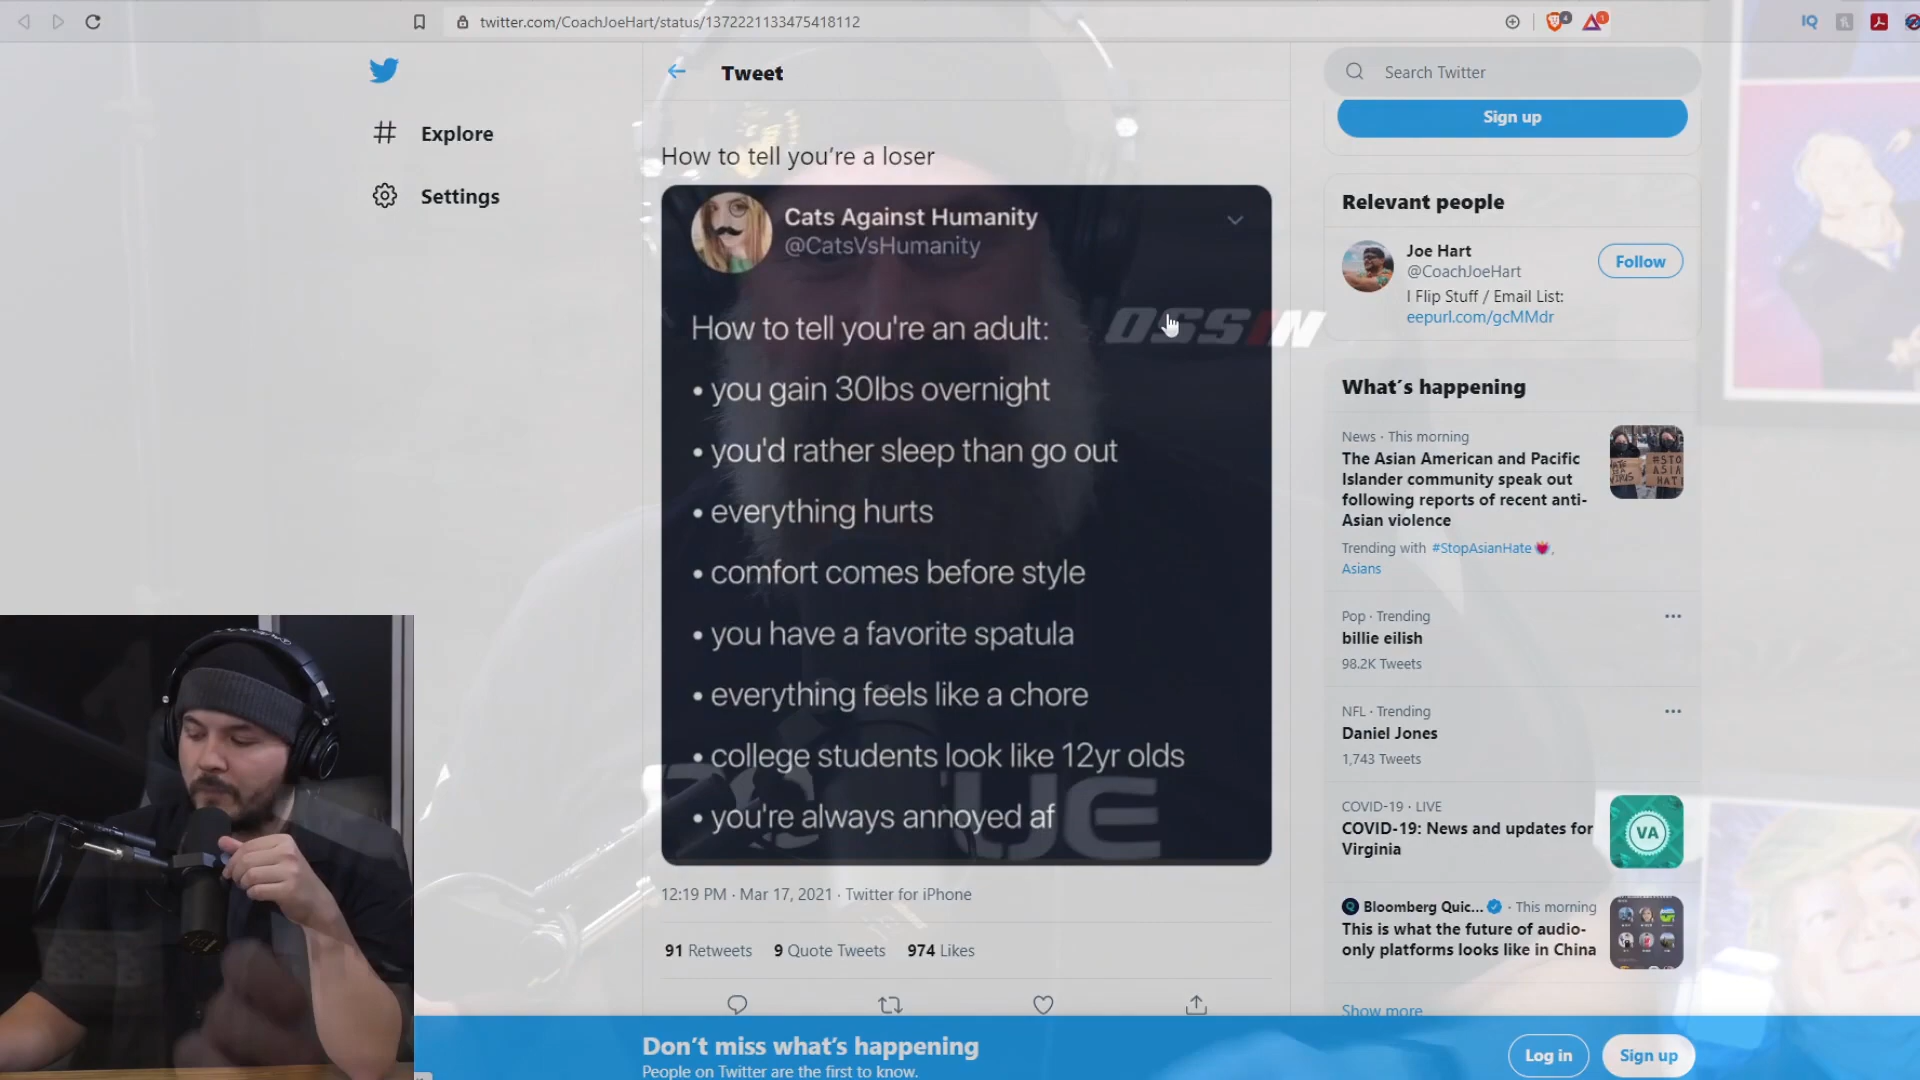 twitter.com/CoachJoeHart/status/1372221133475418112
4
1
IQ
Tweet
Search Twitter
Sign up
Explore
Settings
How to tell you’re a loser
Cats Against Humanity
@CatsVsHumanity
How to tell you're an adult:
• you gain 30lbs overnight
• you'd rather sleep than go out
• everything hurts
• comfort comes before style
• you have a favorite spatula
• everything feels like a chore
• college students look like 12yr olds
• you're always annoyed af
OSSIN
UE
12:19 PM · Mar 17, 2021 · Twitter for iPhone
91 Retweets 9 Quote Tweets 974 Likes
Relevant people
Joe Hart
@CoachJoeHart
Follow
I Flip Stuff / Email List:
eepurl.com/gcMMdr
What's happening
News · This morning
The Asian American and Pacific
Islander community speak out
following reports of recent anti-
Asian violence
Trending with #StopAsianHate,
Asians
Pop · Trending
billie eilish
98.2K Tweets
NFL · Trending
Daniel Jones
1,743 Tweets
COVID-19 · LIVE
COVID-19: News and updates for
Virginia
VA
Bloomberg Quic... · This morning
This is what the future of audio-
only platforms looks like in China
Show more
Don’t miss what’s happening
People on Twitter are the first to know.
Log in
Sign up